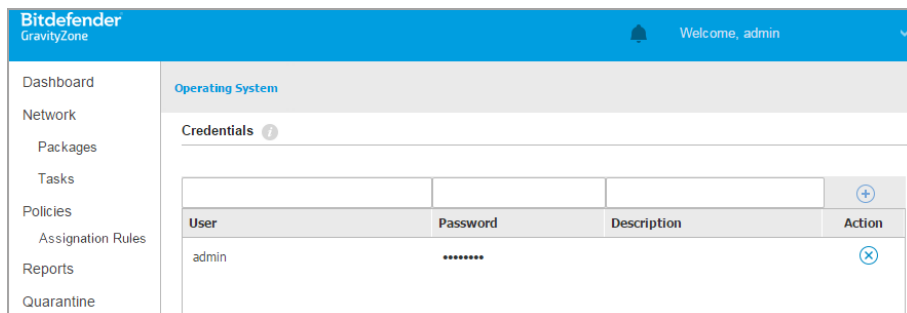 Bitdefender
GravityZone
Welcome, admin
Dashboard
Network
Packages
Tasks
Policies
Assignation Rules
Reports
Quarantine
Operating System
Credentials
User Password Description Action
admin ••••••••